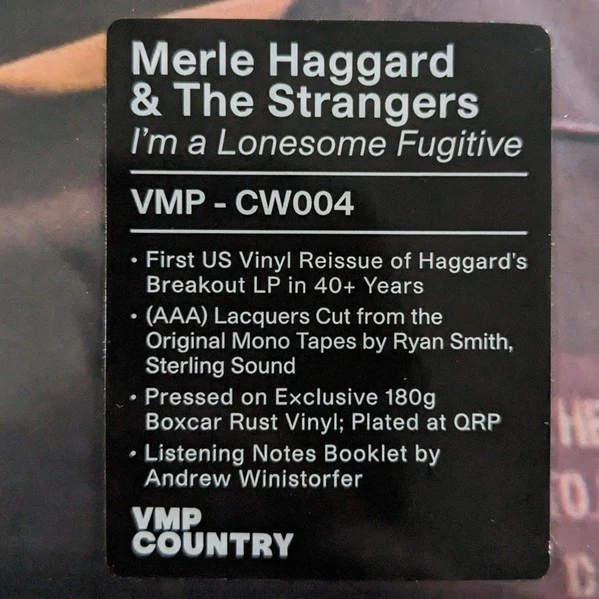 Merle Haggard
& The Strangers
I'm a Lonesome Fugitive
VMP - CW004
• First US Vinyl Reissue of Haggard's
Breakout LP in 40+ Years
• (AAA) Lacquers Cut from the
Original Mono Tapes by Ryan Smith,
Sterling Sound
• Pressed on Exclusive 180g
Boxcar Rust Vinyl; Plated at QRP
• Listening Notes Booklet by
Andrew Winistorfer
VMP
COUNTRY